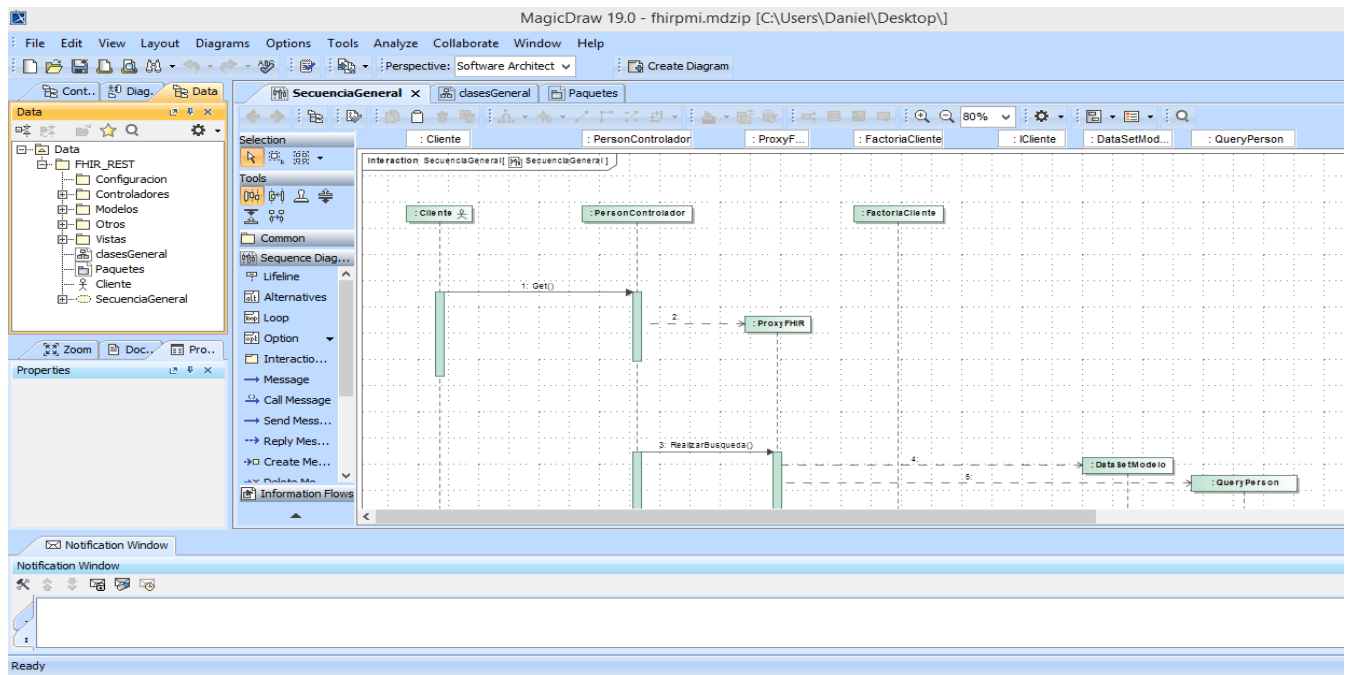 MagicDraw 19.0 - fhirpmi.mdzip [C:\Users\Daniel\Desktop\]
File Edit View Layout Diagrams Options Tools Analyze Collaborate Window Help
Perspective: Software Architect Create Diagram
Cont.. Diag. Data
SecuenciaGeneral × clasesGeneral Paquetes
Data
80%
Selection
: Cliente : PersonControlador : ProxyF... : FactoriaCliente : ICliente : DataSetMod... : QueryPerson
Interaction SecuenciaGeneral[ SecuenciaGeneral ]
Data
FHIR_REST
Configuracion
Controladores
Modelos
Otros
Vistas
clasesGeneral
Paquetes
Cliente
SecuenciaGeneral
Tools
Common
Sequence Diag...
Lifeline
Alternatives
Loop
Option
Interactio...
Message
Call Message
Send Mess...
Reply Mes...
Create Me...
Delete Me
Information Flows
:Cliente
:PersonControlador
:FactoriaCliente
1: Get()
2:
:ProxyFHIR
3: RealizarBusqueda()
4:
:DataSetModelo
5:
:QueryPerson
Zoom Doc.. Pro..
Properties
Notification Window
Notification Window
Ready